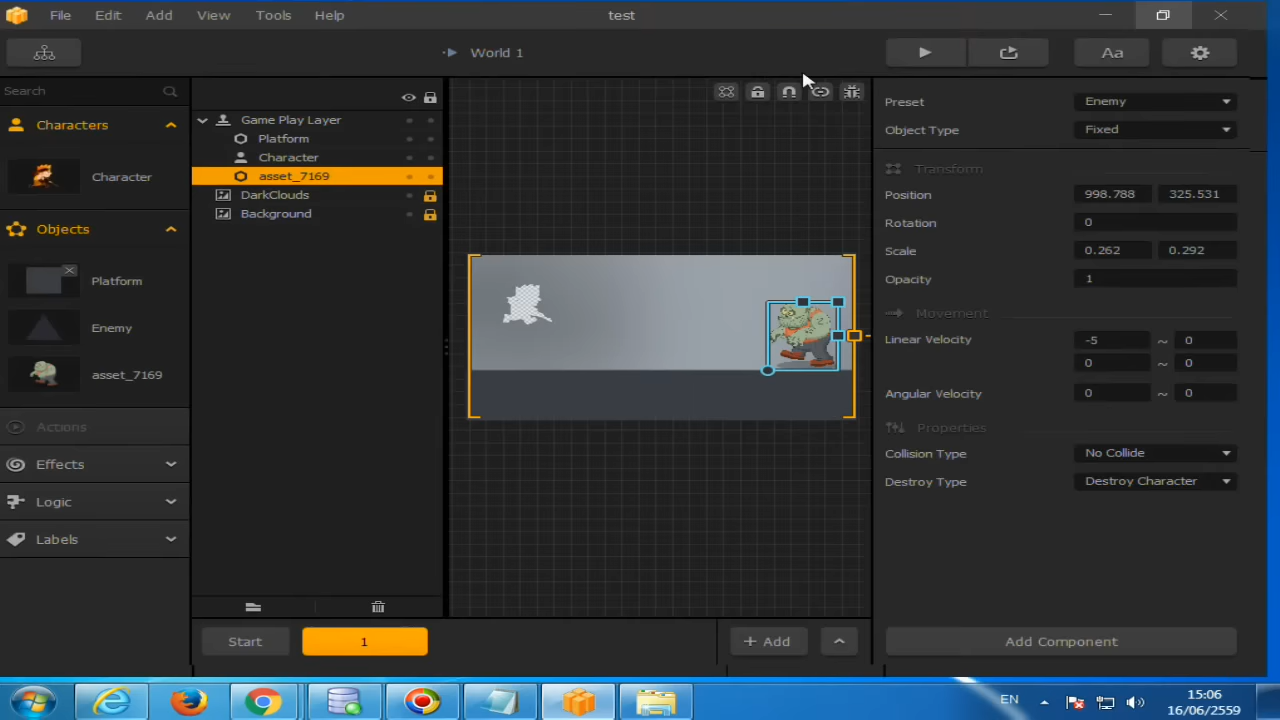 File Edit Add View Tools Help test
World 1 Aa
Search
Characters
Character
Objects
Platform
Enemy
asset_7169
Actions
Effects
Logic
Labels
Game Play Layer
Platform
Character
asset_7169
DarkClouds
Background
Start 1 + Add
Preset Enemy
Object Type Fixed
Transform
Position 998.788 325.531
Rotation 0
Scale 0.262 0.292
Opacity 1
Movement
Linear Velocity -5 ~ 0
0 ~ 0
Angular Velocity 0 ~ 0
Properties
Collision Type No Collide
Destroy Type Destroy Character
Add Component
EN 15:06
16/06/2559